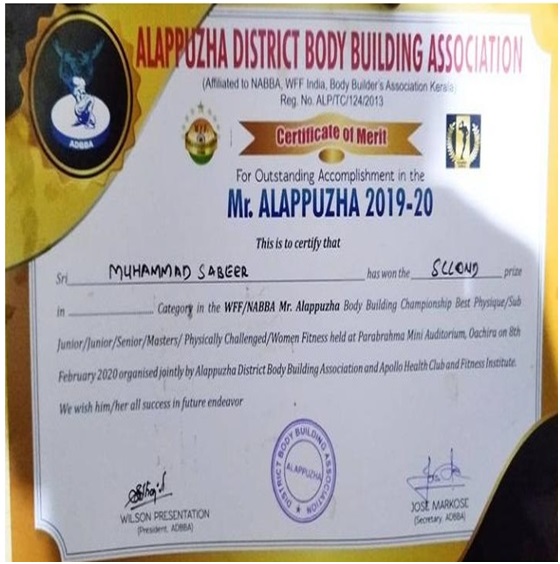 ADBBA
ALAPPUZHA DISTRICT BODY BUILDING ASSOCIATION
(Affiliated to NABBA, WFF India, Body Builder's Association Kerala)
Reg. No. ALP/TC/124/2013
Certificate of Merit
For Outstanding Accomplishment in the
Mr. ALAPPUZHA 2019-20
This is to certify that
Sri MUHAMMAD SABEER has won the SLLOND prize
in Category in the WFF/NABBA Mr. Alappuzha Body Building Championship Best Physique/Sub
Junior/Junior/Senior/Masters/ Physically Challenged/Women Fitness held at Parabrahma Mini Auditorium, Oachira on 8th
February 2020 organised jointly by Alappuzha District Body Building Association and Apollo Health Club and Fitness Institute.
We wish him/her all success in future endeavor
DISTRICT BODY BUILDING ASSOCIATION
ALAPPUZHA
WILSON PRESENTATION
(President, ADBBA)
JOSE MARKOSE
(Secretary, ADBBA)